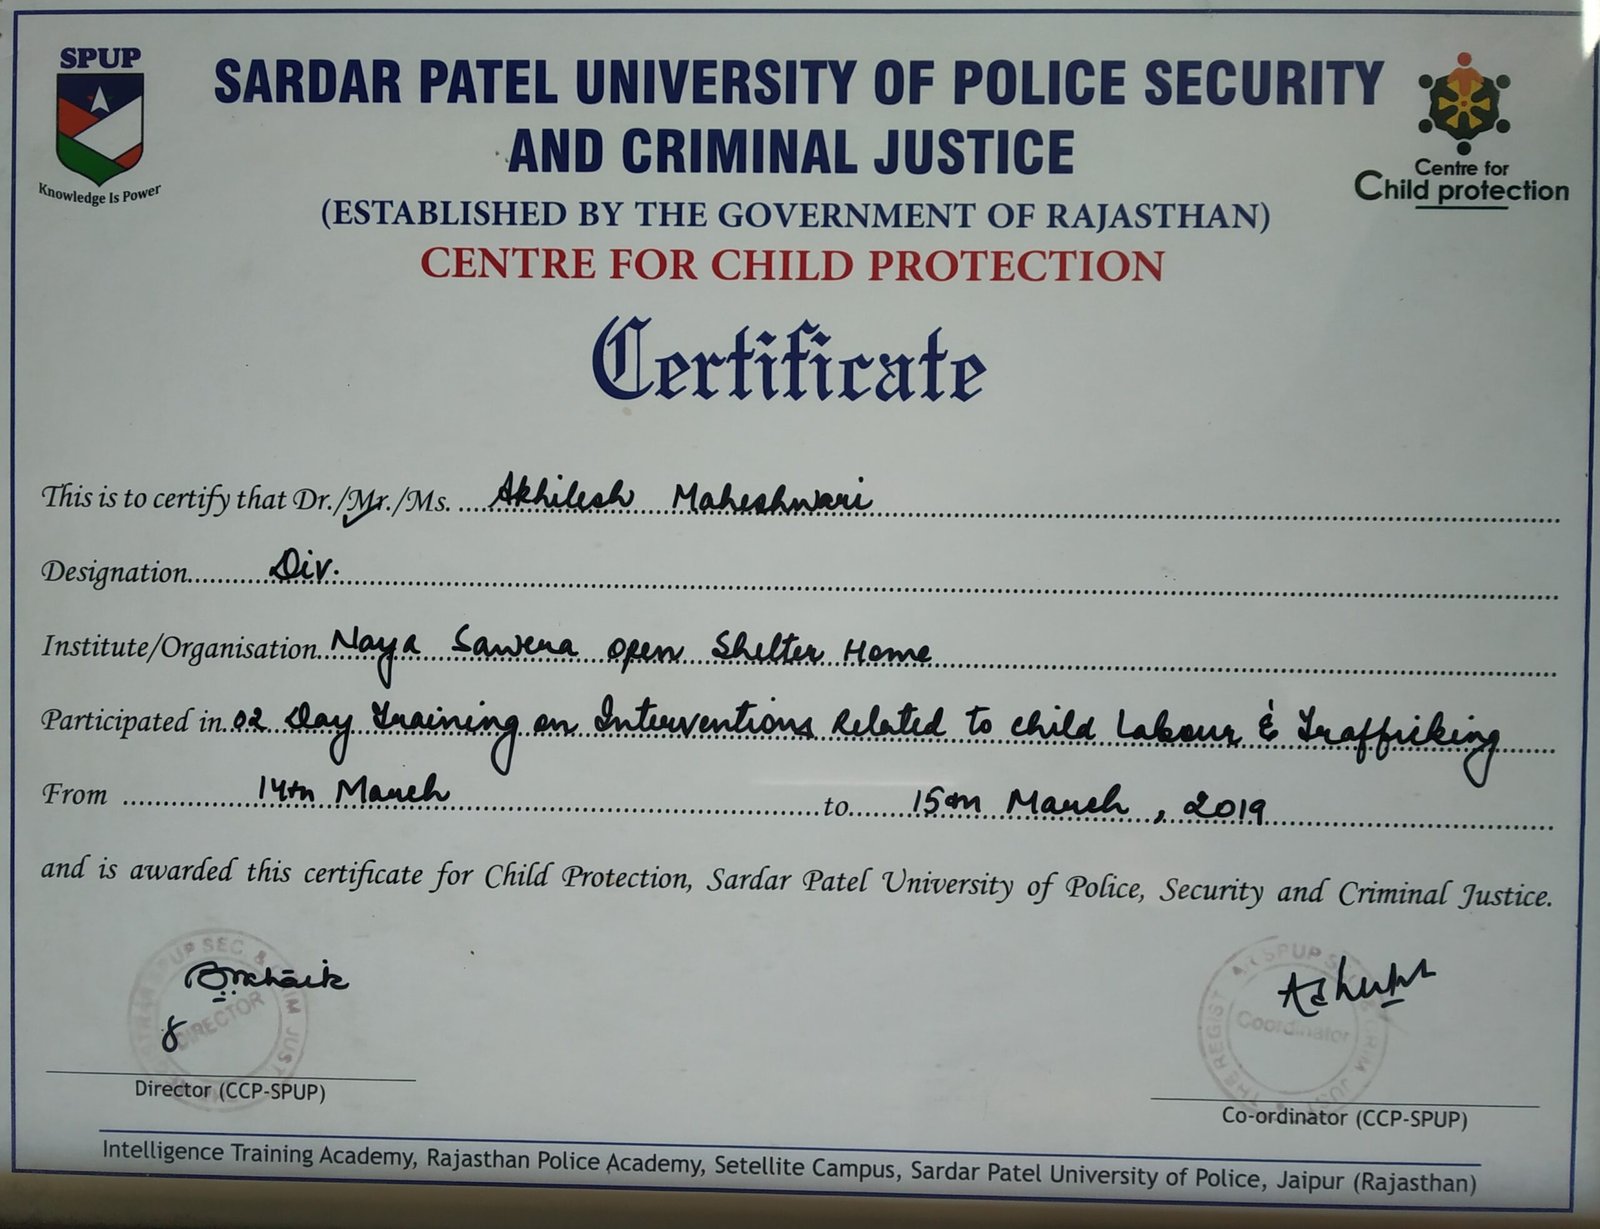 SPUP
Knowledge Is Power
SARDAR PATEL UNIVERSITY OF POLICE SECURITY
AND CRIMINAL JUSTICE
Centre for
Child protection
(ESTABLISHED BY THE GOVERNMENT OF RAJASTHAN)
CENTRE FOR CHILD PROTECTION
Certificate
This is to certify that Dr./Mr./Ms. Akhilesh Maheshwari
Designation Div.
Institute/Organisation Naya Sawera open Shelter Home
Participated in 02 Day Training on Interventions Related to child Labour & Traffriking
From 14th March to 15th March, 2019
and is awarded this certificate for Child Protection, Sardar Patel University of Police, Security and Criminal Justice.
DIRECTOR
Coordinator
Director (CCP-SPUP)
Co-ordinator (CCP-SPUP)
Intelligence Training Academy, Rajasthan Police Academy, Setellite Campus, Sardar Patel University of Police, Jaipur (Rajasthan)